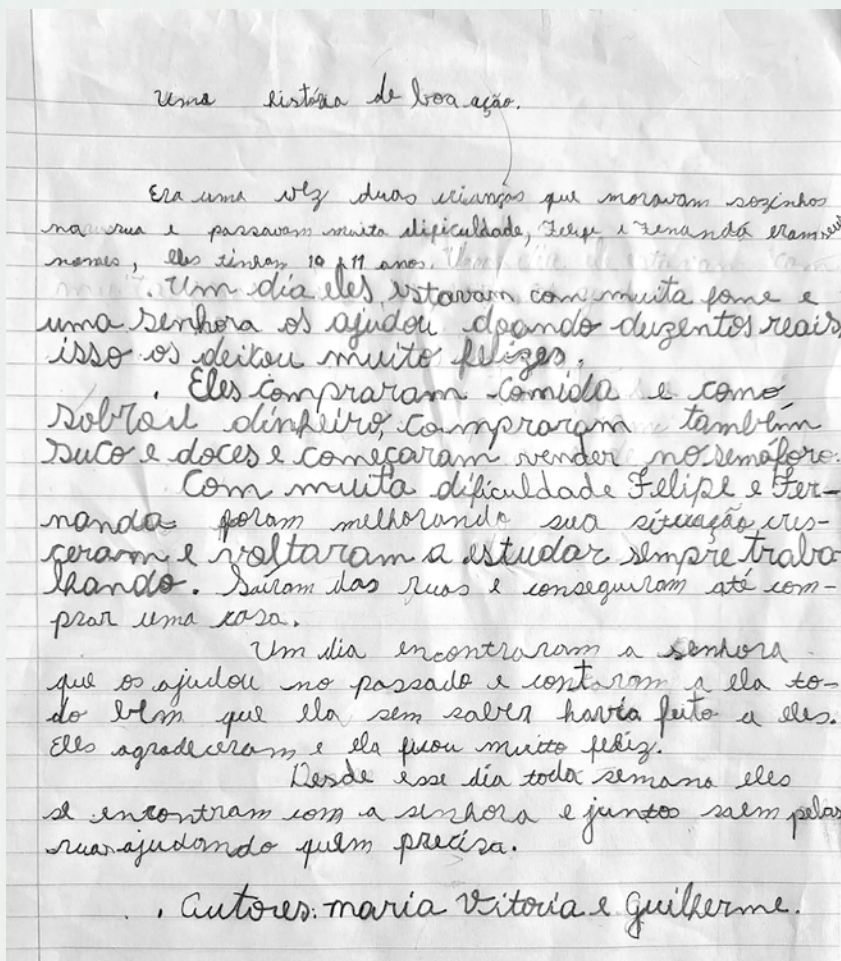 Uma história de boa ação.
Era uma vez duas crianças que moravam sozinhos
na rua e passavam muita dificuldade, Felipe e Fenanda eram seus
nomes, eles tinham 10 e 11 anos.
. Um dia eles estavam com muita fome e
uma senhora os ajudou doando duzentos reais,
isso os deixou muito felizes.
. Eles compraram comida e como
sobrou dinheiro, compraram também
suco e doces e começaram vender no semáforo.
Com muita dificuldade Felipe e Fer-
nanda foram melhorando sua situação, cres-
ceram e voltaram a estudar sempre traba
lhando. Saíram das ruas e conseguiram até com-
prar uma casa.
Um dia encontraram a senhora
que os ajudou no passado e contaram a ela to-
do bem que ela sem saber havia feito a eles.
Eles agradeceram e ela ficou muito feliz.
Desde esse dia toda semana eles
se encontram com a senhora e juntos saem pelas
ruas ajudando quem precisa.
. Autores: maria Vitoria e Guilherme.